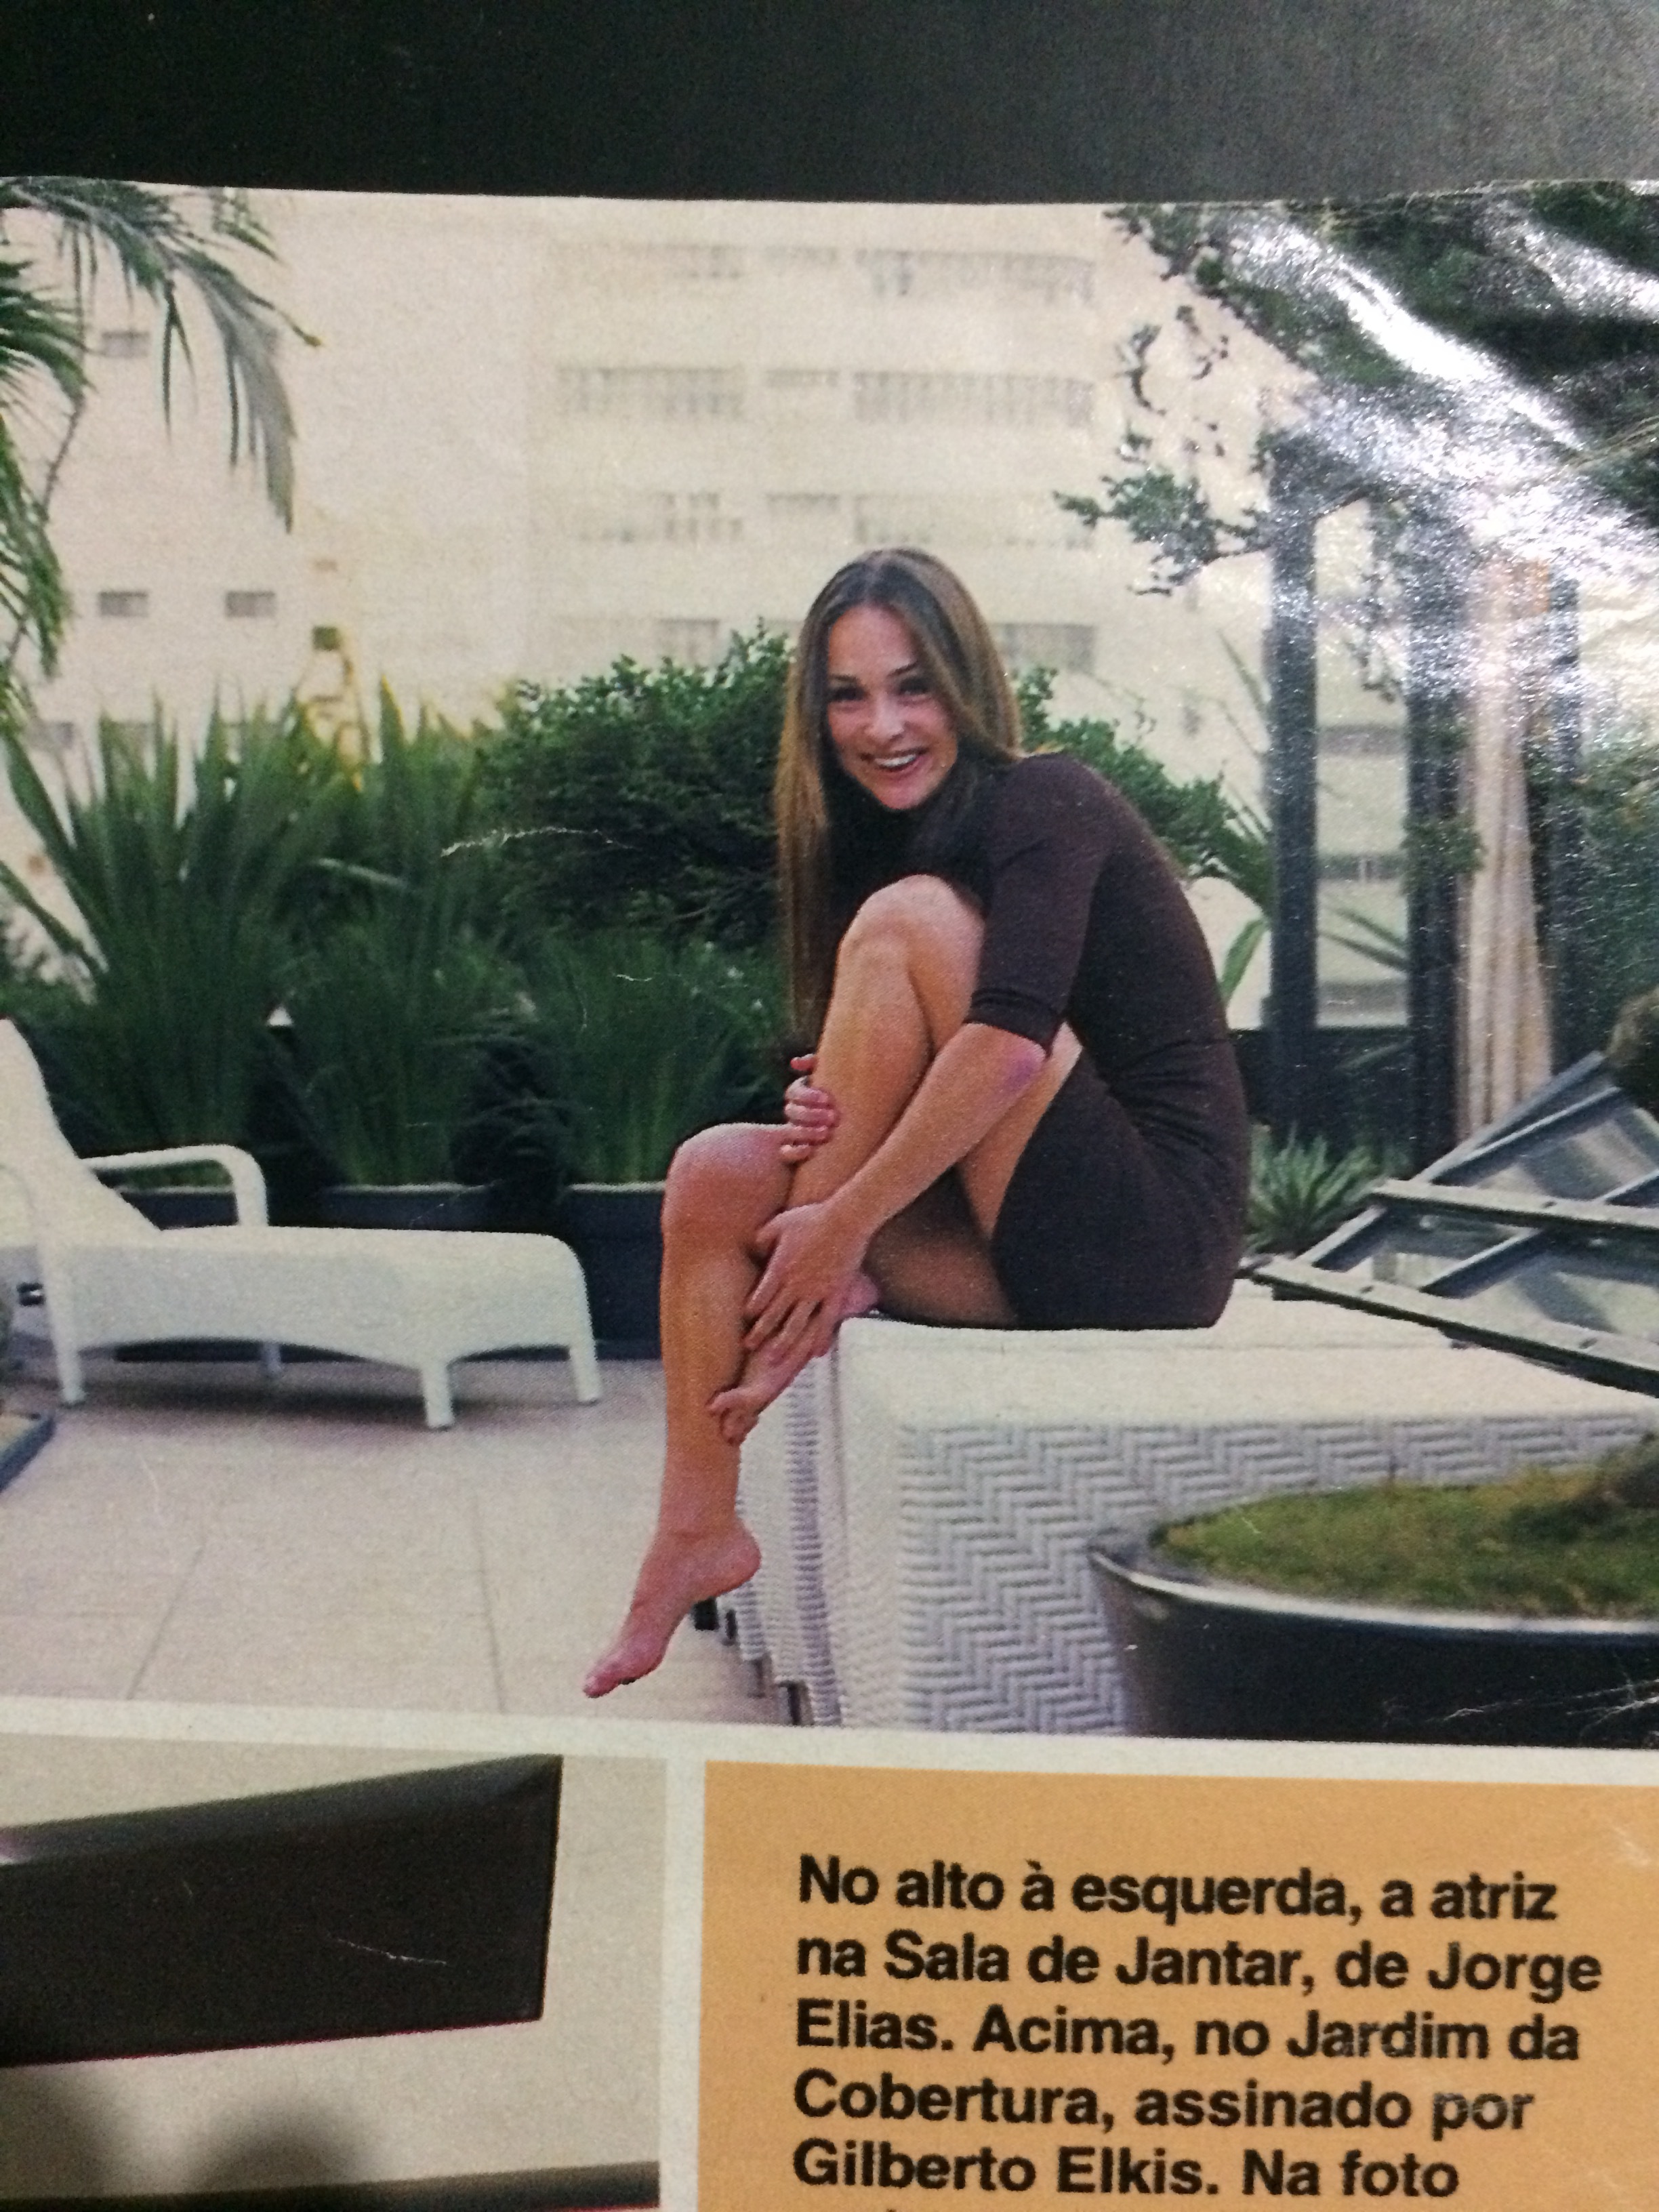 No alto à esquerda, a atriz
na Sala de Jantar, de Jorge
Elias. Acima, no Jardim da
Cobertura, assinado por
Gilberto Elkis. Na foto